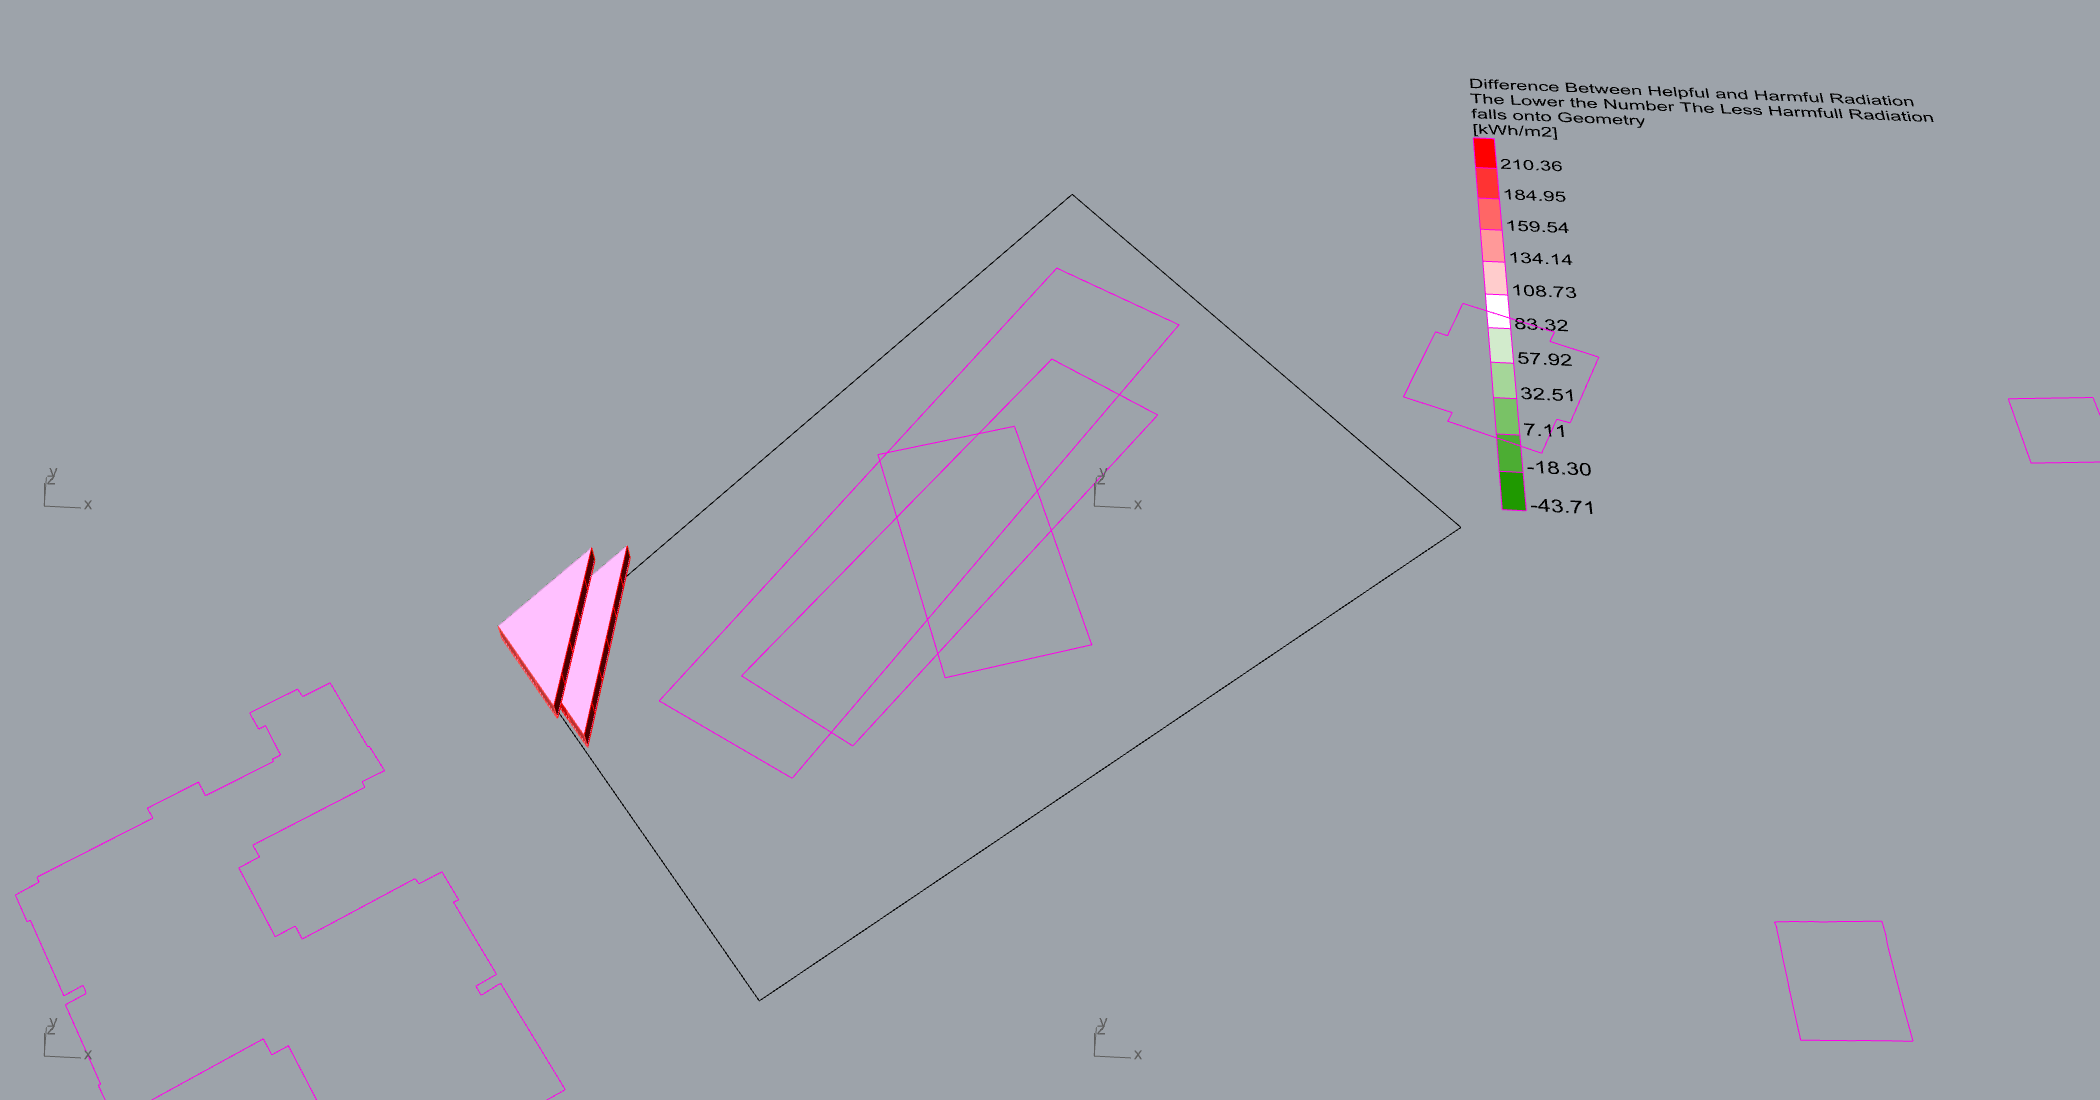 Difference Between Helpful and Harmful Radiation
The Lower the Number The Less Harmfull Radiation
falls onto Geometry
[kWh/m2]
210.36
184.95
159.54
134.14
108.73
83.32
57.92
32.51
7.11
-18.30
-43.71
y
z
x
y
z
x
y
z
x
y
z
x